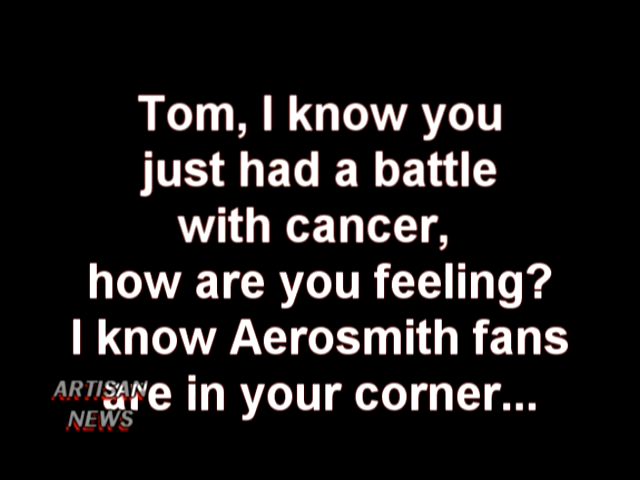 Tom, I know you
just had a battle
with cancer,
how are you feeling?
I know Aerosmith fans
are in your corner...
ARTISAN
NEWS